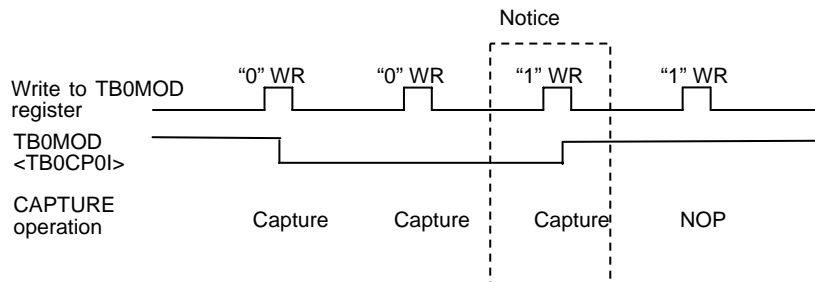 Notice
“0” WR “0” WR “1” WR “1” WR
Write to TB0MOD
register
TB0MOD
<TB0CP0I>
CAPTURE
operation
Capture Capture Capture NOP